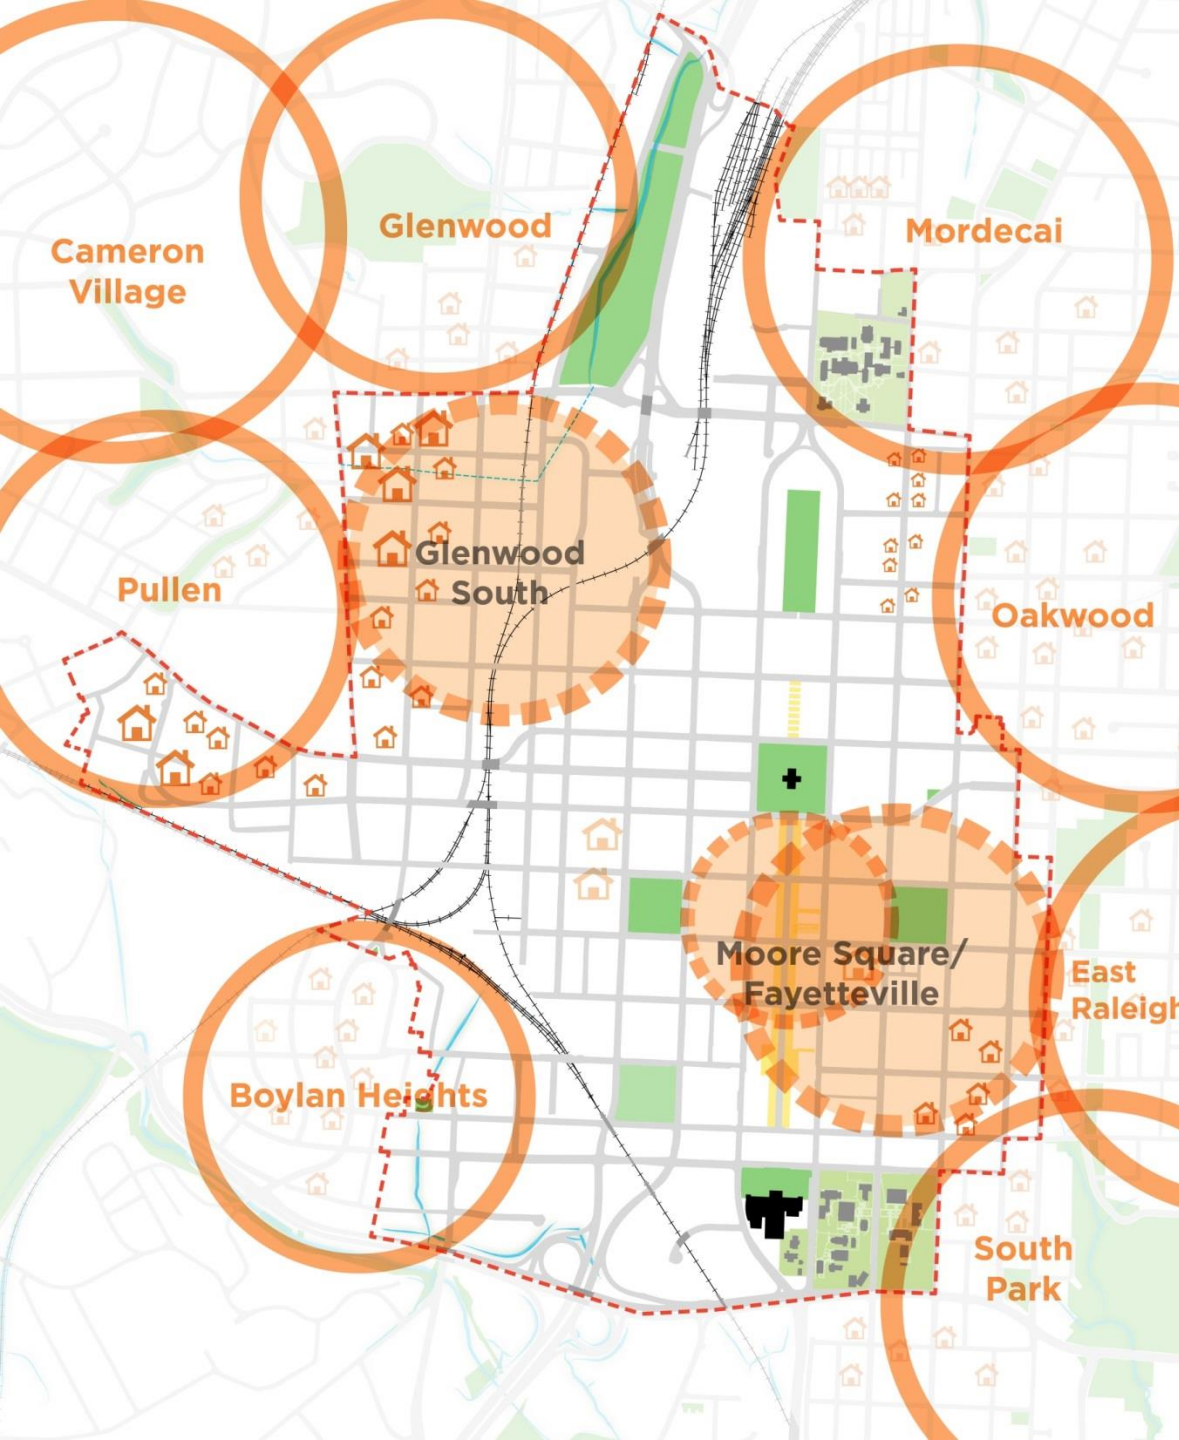 Glenwood
Mordecai
Cameron
Village
Glenwood
South
Pullen
Oakwood
Moore Square/
Fayetteville
East
Raleigh
Boylan Heights
South
Park